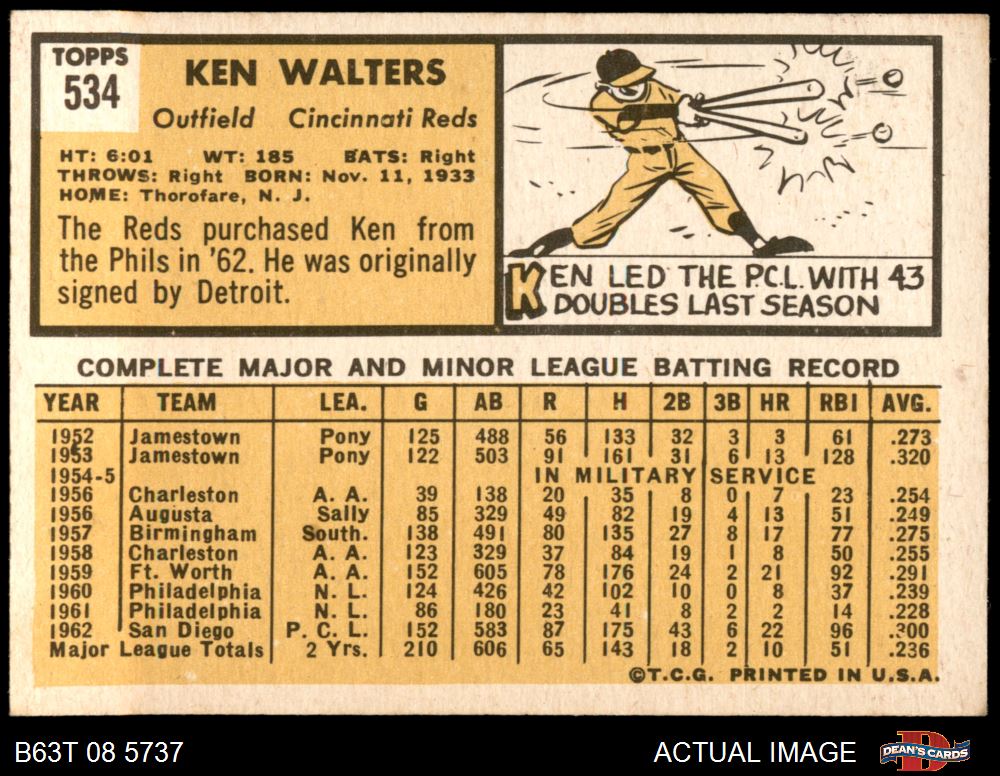 TOPPS
534
KEN WALTERS
Outfield Cincinnati Reds
HT: 6:01 WT: 185 BATS: Right
THROWS: Right BORN: Nov. 11, 1933
HOME: Thorofare, N. J.
The Reds purchased Ken from
the Phils in '62. He was originally
signed by Detroit.
KEN LED THE P.C.L. WITH 43
DOUBLES LAST SEASON
COMPLETE MAJOR AND MINOR LEAGUE BATTING RECORD
YEAR TEAM LEA. G AB R H 2B 3B HR RBI AVG.
1952 Jamestown Pony 125 488 56 133 32 3 3 61 .273
1953 Jamestown Pony 122 503 91 161 31 6 13 128 .320
1954-5 IN MILITARY SERVICE
1956 Charleston A. A. 39 138 20 35 8 0 7 23 .254
1956 Augusta Sally 85 329 49 82 19 4 13 51 .249
1957 Birmingham South. 138 491 80 135 27 8 17 77 .275
1958 Charleston A. A. 123 329 37 84 19 1 8 50 .255
1959 Ft. Worth A. A. 152 605 78 176 24 2 21 92 .291
1960 Philadelphia N. L. 124 426 42 102 10 0 8 37 .239
1961 Philadelphia N. L. 86 180 23 41 8 2 2 14 .228
1962 San Diego P. C. L. 152 583 87 175 43 6 22 96 .300
Major League Totals 2 Yrs. 210 606 65 143 18 2 10 51 .236
©T.C.G. PRINTED IN U.S.A.
B63T 08 5737 ACTUAL IMAGE DEAN'S CARDS